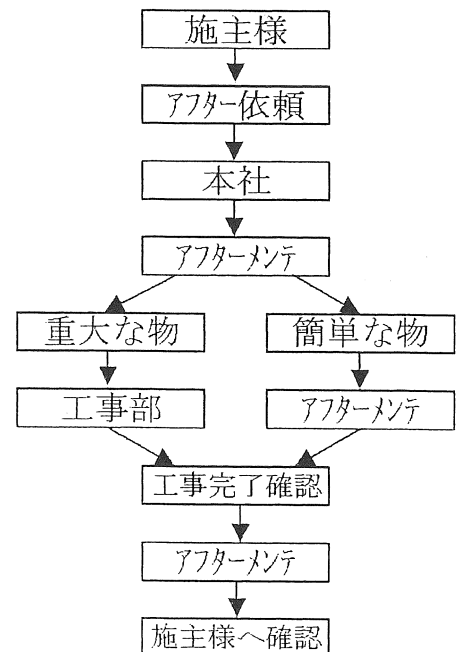 施主様
アフター依頼
本社
アフターメンテ
重大な物
簡単な物
工事部
アフターメンテ
工事完了確認
アフターメンテ
施主様へ確認